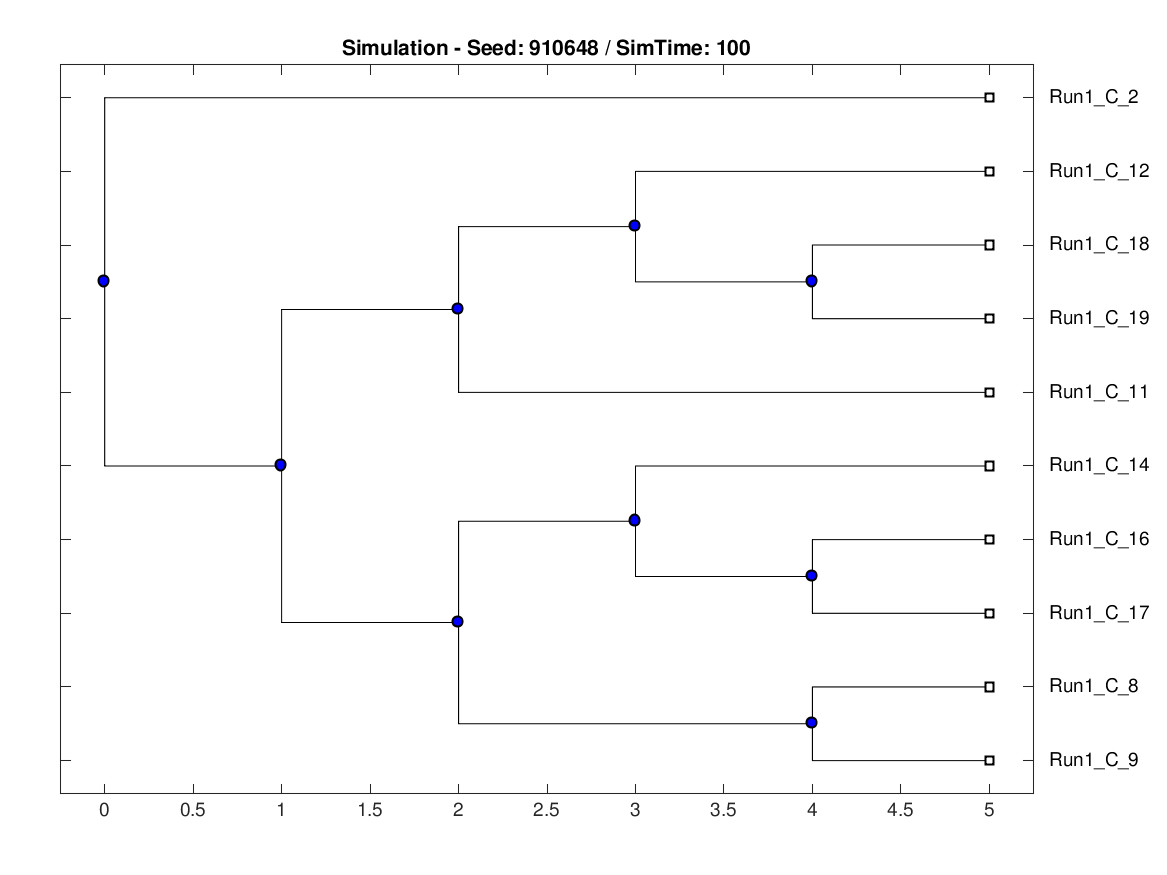 Simulation - Seed: 910648 / SimTime: 100
Run1_C_2
Run1_C_12
Run1_C_18
Run1_C_19
Run1_C_11
Run1_C_14
Run1_C_16
Run1_C_17
Run1_C_8
Run1_C_9
0 0.5 1 1.5 2 2.5 3 3.5 4 4.5 5